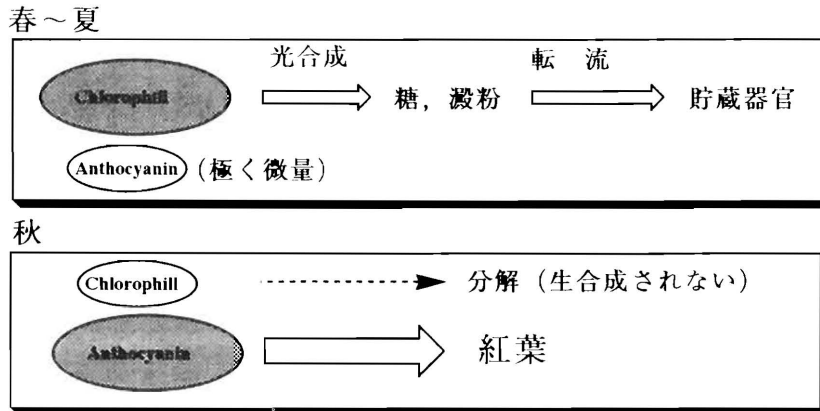 春～夏
光合成 転 流
Chlorophill 糖，澱粉 貯蔵器官
Anthocyanin (極く微量)
秋
Chlorophill 分解（生合成されない）
Anthocyanin 紅葉